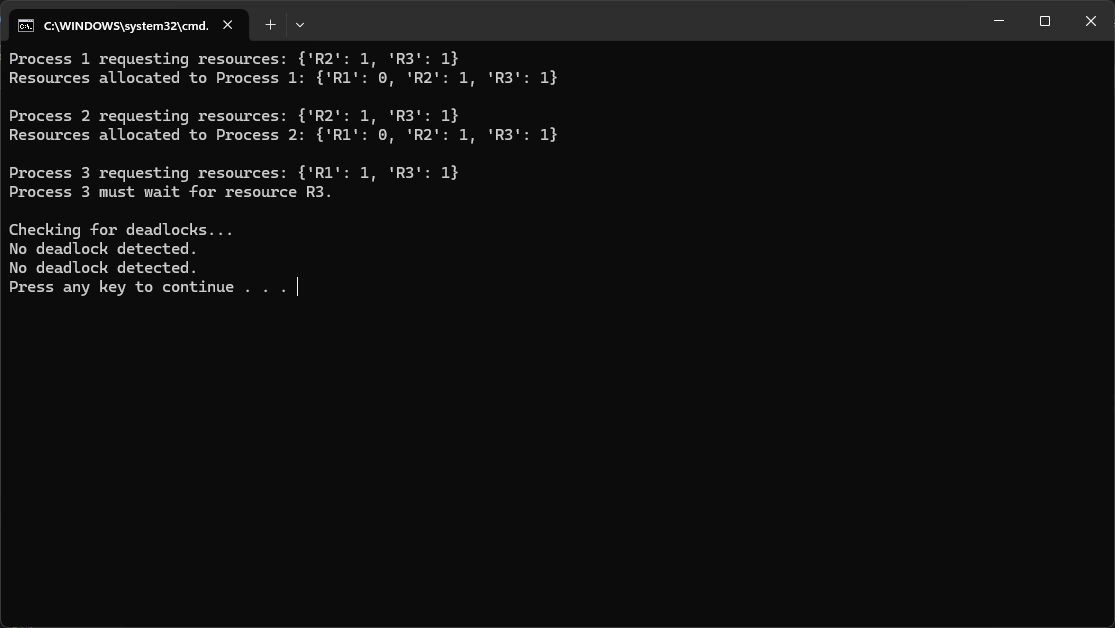 C:\WINDOWS\system32\cmd.
Process 1 requesting resources: {'R2': 1, 'R3': 1}
Resources allocated to Process 1: {'R1': 0, 'R2': 1, 'R3': 1}
Process 2 requesting resources: {'R2': 1, 'R3': 1}
Resources allocated to Process 2: {'R1': 0, 'R2': 1, 'R3': 1}
Process 3 requesting resources: {'R1': 1, 'R3': 1}
Process 3 must wait for resource R3.
Checking for deadlocks...
No deadlock detected.
No deadlock detected.
Press any key to continue . . .